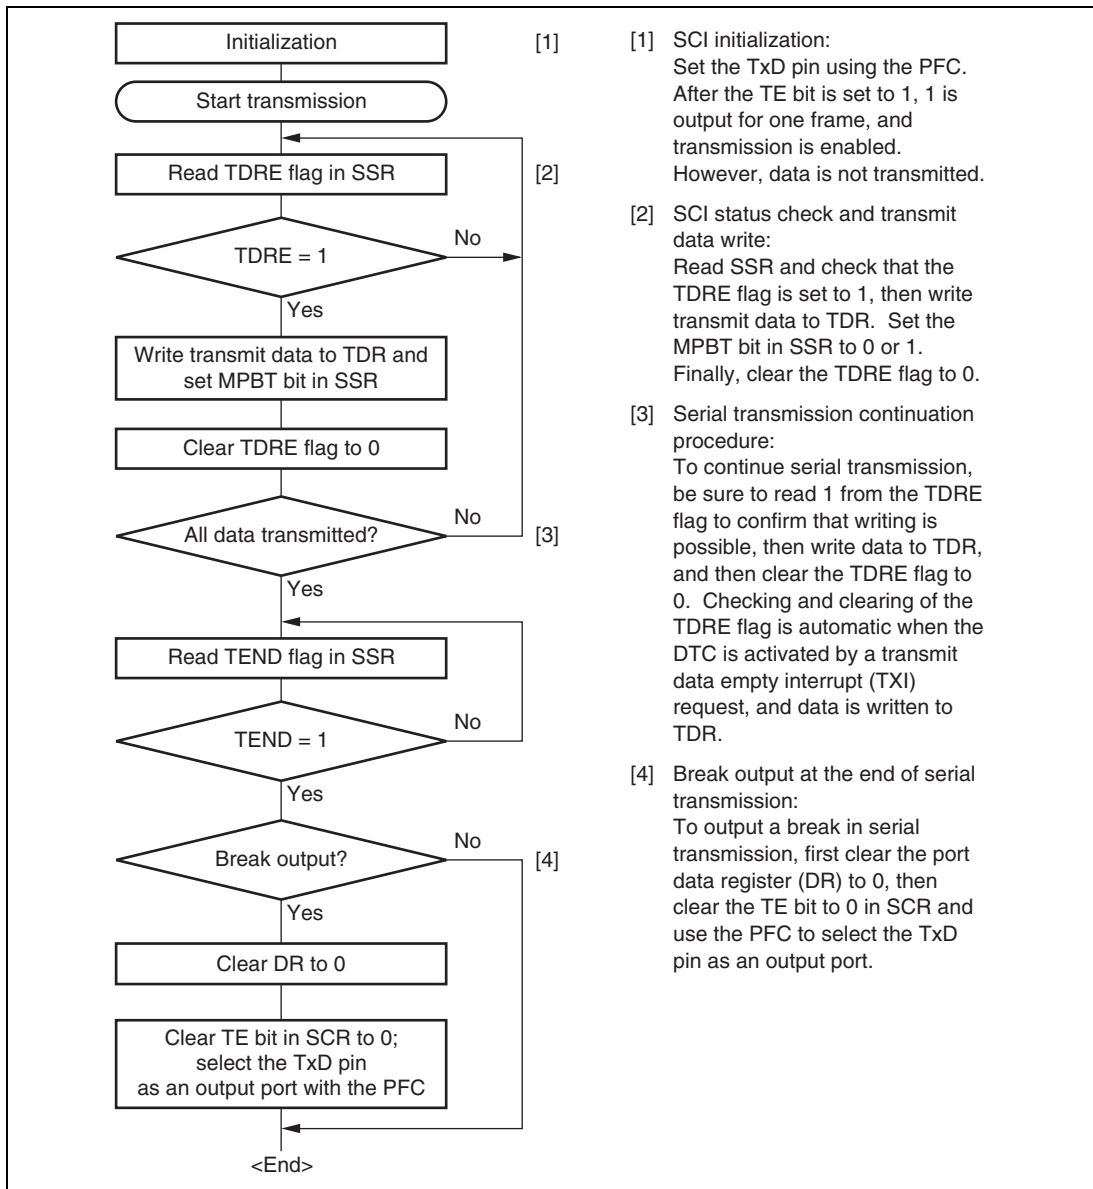 Initialization
[1]
Start transmission
Read TDRE flag in SSR
[2]
No
TDRE = 1
Yes
Write transmit data to TDR and
set MPBT bit in SSR
Clear TDRE flag to 0
No
All data transmitted?
[3]
Yes
Read TEND flag in SSR
No
TEND = 1
Yes
No
Break output?
[4]
Yes
Clear DR to 0
Clear TE bit in SCR to 0;
select the TxD pin
as an output port with the PFC
<End>
[1] SCI initialization:
Set the TxD pin using the PFC.
After the TE bit is set to 1, 1 is
output for one frame, and
transmission is enabled.
However, data is not transmitted.
[2] SCI status check and transmit
data write:
Read SSR and check that the
TDRE flag is set to 1, then write
transmit data to TDR. Set the
MPBT bit in SSR to 0 or 1.
Finally, clear the TDRE flag to 0.
[3] Serial transmission continuation
procedure:
To continue serial transmission,
be sure to read 1 from the TDRE
flag to confirm that writing is
possible, then write data to TDR,
and then clear the TDRE flag to
0. Checking and clearing of the
TDRE flag is automatic when the
DTC is activated by a transmit
data empty interrupt (TXI)
request, and data is written to
TDR.
[4] Break output at the end of serial
transmission:
To output a break in serial
transmission, first clear the port
data register (DR) to 0, then
clear the TE bit to 0 in SCR and
use the PFC to select the TxD
pin as an output port.